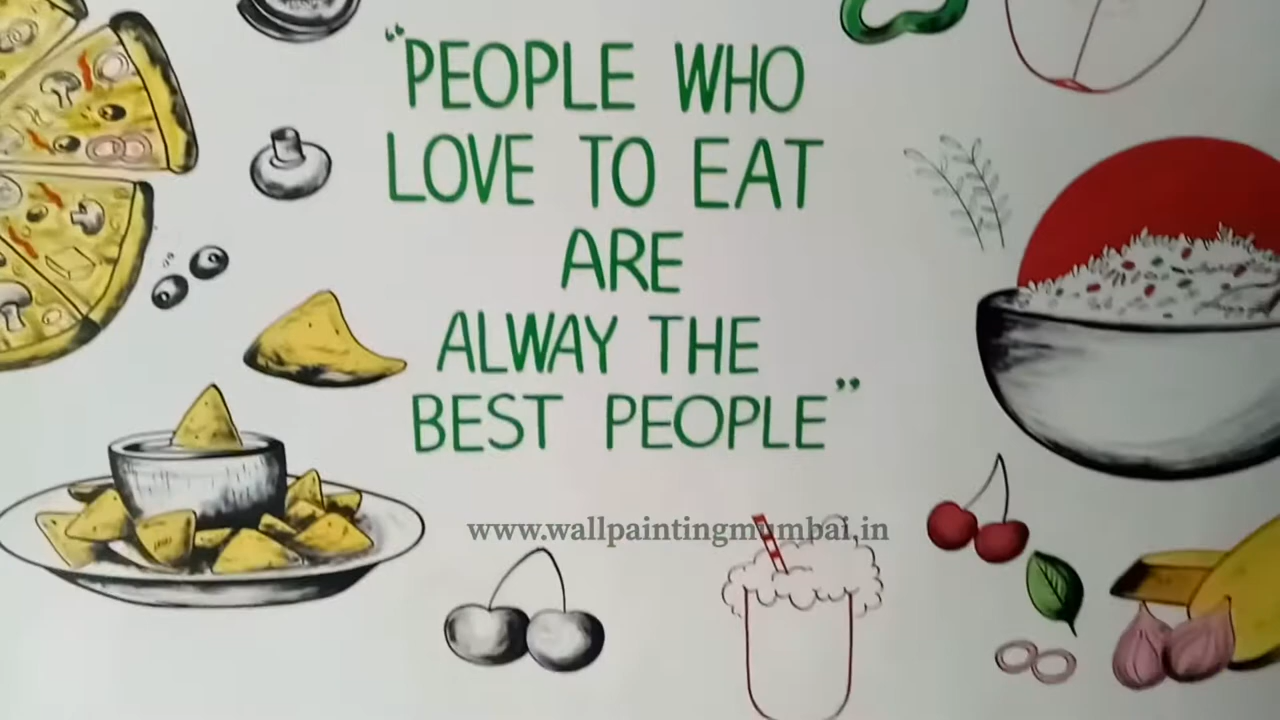 “PEOPLE WHO
LOVE TO EAT
ARE
ALWAY THE
BEST PEOPLE”
www.wallpaintingmumbai,in